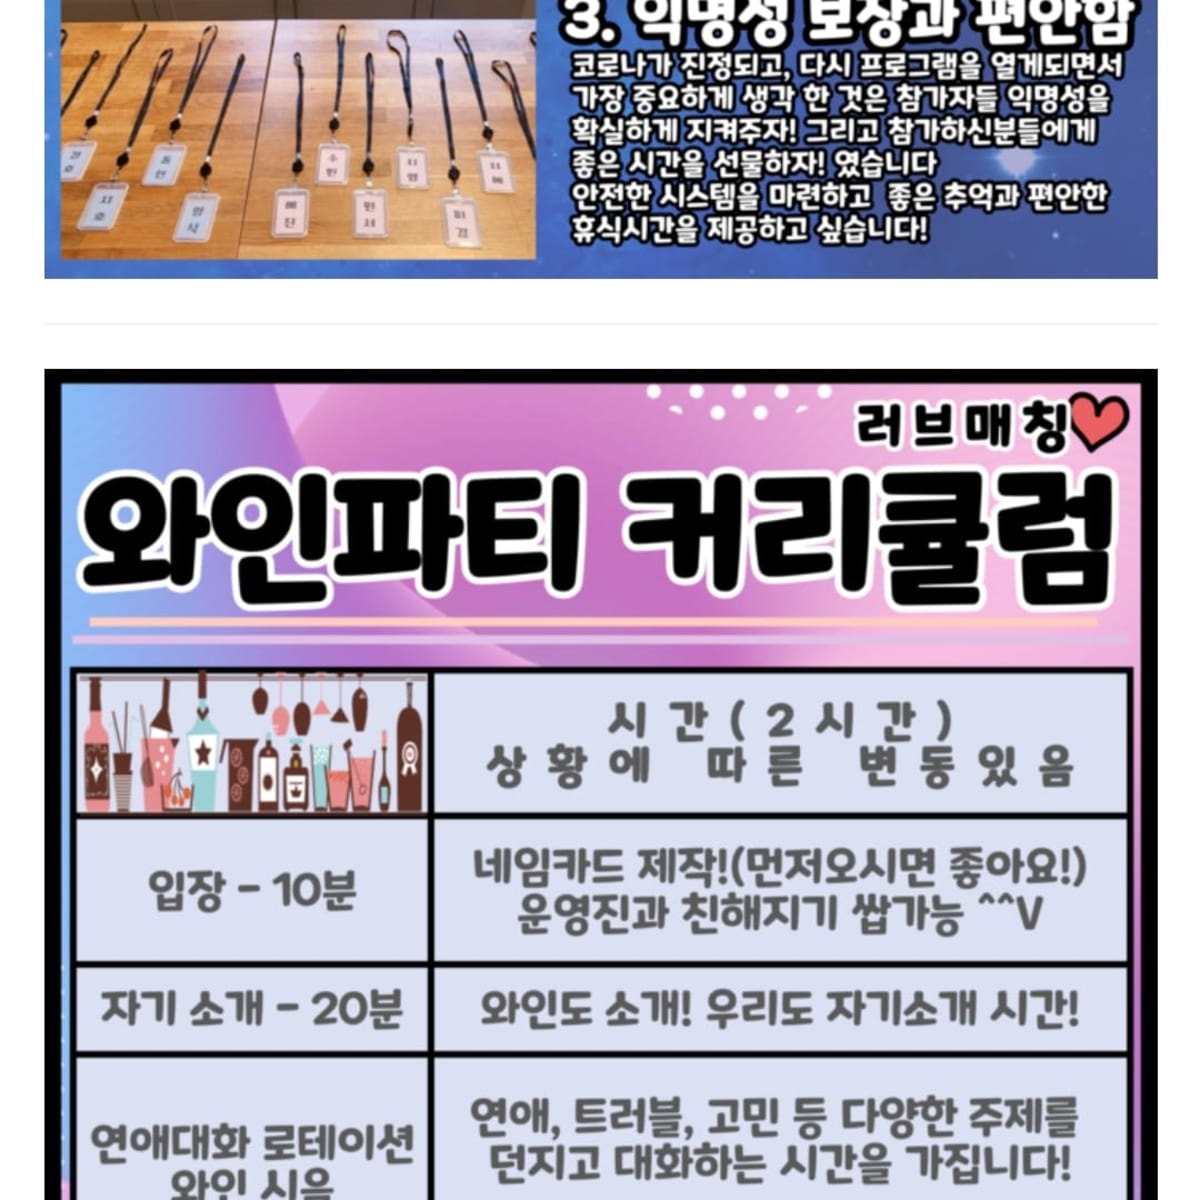 3. 익명성 보장과 편안함
코로나가 진정되고, 다시 프로그램을 열게되면서
가장 중요하게 생각 한 것은 참가자들 익명성을
확실하게 지켜주자! 그리고 참가하신분들에게
좋은 시간을 선물하자! 였습니다
안전한 시스템을 마련하고 좋은 추억과 편안한
휴식시간을 제공하고 싶습니다!
러브매칭
와인파티 커리큘럼
시간(2시간)
상황에 따른 변동있음
입장 - 10분
네임카드 제작!(먼저오시면 좋아요!)
운영진과 친해지기 쌉가능 ^^V
자기 소개 - 20분
와인도 소개! 우리도 자기소개 시간!
연애대화 로테이션
와인 시음
연애, 트러블, 고민 등 다양한 주제를
던지고 대화하는 시간을 가집니다!